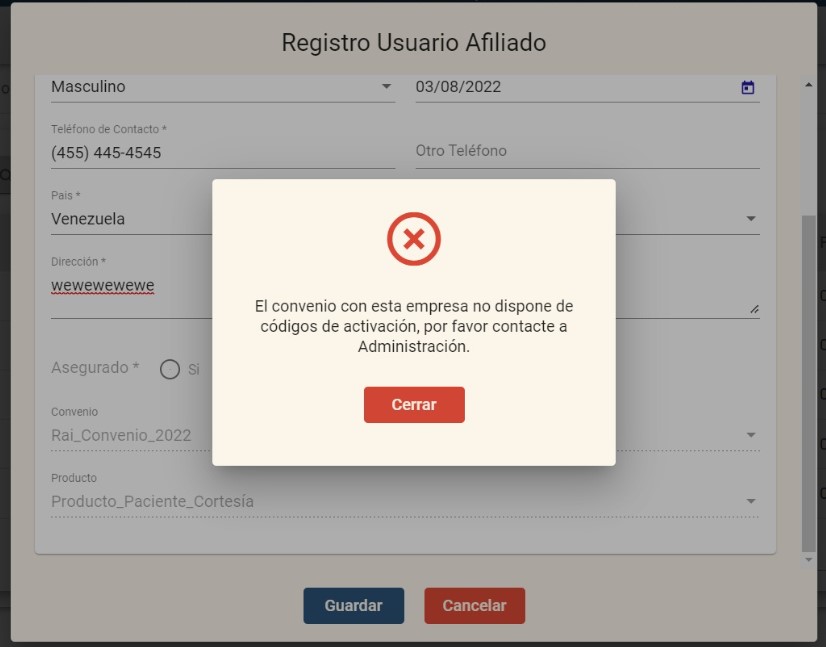 Registro Usuario Afiliado
Masculino
03/08/2022
Teléfono de Contacto *
(455) 445-4545
Otro Teléfono
País *
Venezuela
Dirección *
wewewewewe
El convenio con esta empresa no dispone de
códigos de activación, por favor contacte a
Administración.
Cerrar
Asegurado *
Si
Convenio
Rai_Convenio_2022
Producto
Producto_Paciente_Cortesía
Guardar
Cancelar